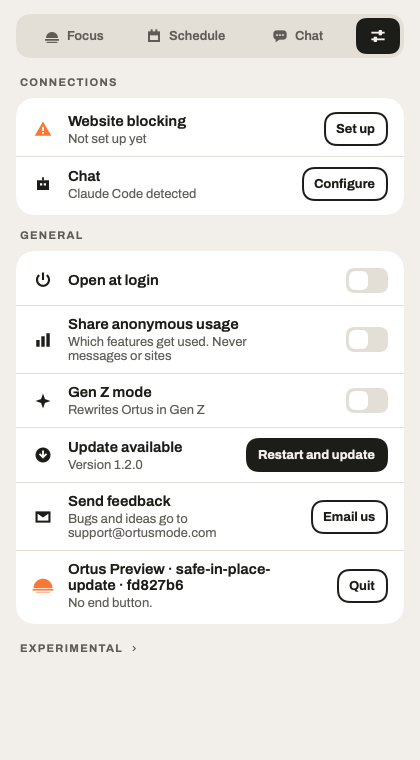 Focus
Schedule
Chat
CONNECTIONS
Website blocking
Not set up yet
Set up
Chat
Claude Code detected
Configure
GENERAL
Open at login
Share anonymous usage
Which features get used. Never
messages or sites
Gen Z mode
Rewrites Ortus in Gen Z
Update available
Version 1.2.0
Restart and update
Send feedback
Bugs and ideas go to
support@ortusmode.com
Email us
Ortus Preview · safe-in-place-
update · fd827b6
No end button.
Quit
EXPERIMENTAL ›